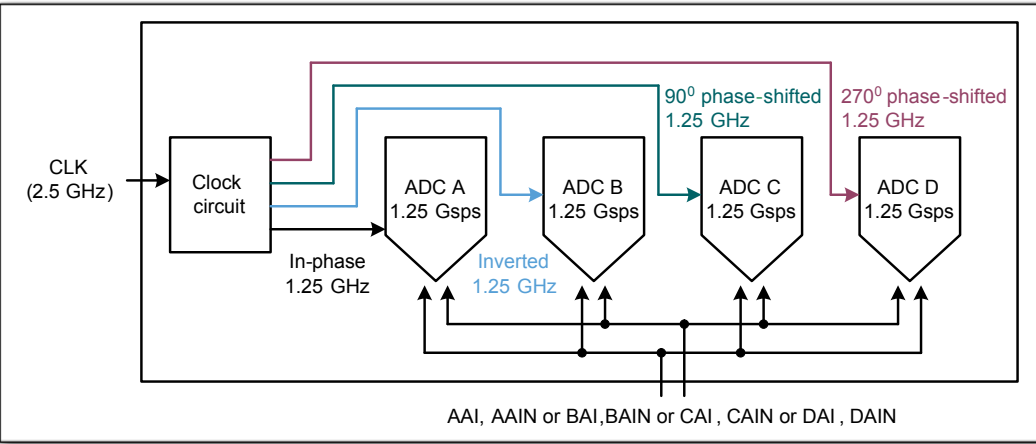 90⁰ phase-shifted
1.25 GHz
270⁰ phase-shifted
1.25 GHz
CLK
(2.5 GHz)
Clock
circuit
ADC A
1.25 Gsps
ADC B
1.25 Gsps
ADC C
1.25 Gsps
ADC D
1.25 Gsps
In-phase
1.25 GHz
Inverted
1.25 GHz
AAI, AAIN or BAI,BAIN or CAI , CAIN or DAI , DAIN